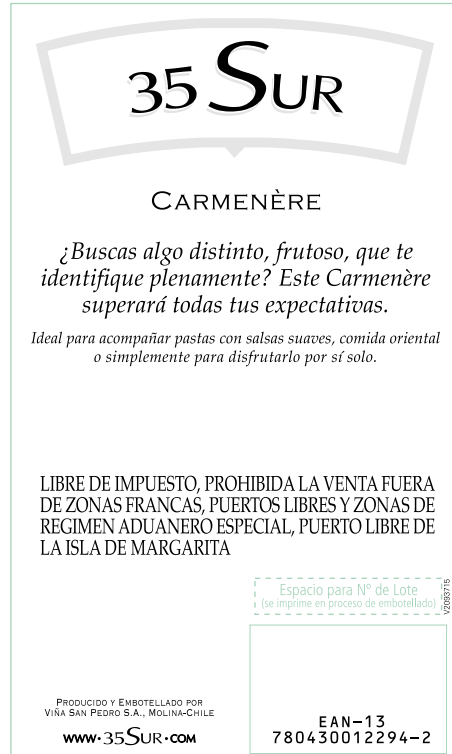 35 SUR
CARMENÈRE
¿Buscas algo distinto, frutoso, que te
identifique plenamente? Este Carmenère
superará todas tus expectativas.
Ideal para acompañar pastas con salsas suaves, comida oriental
o simplemente para disfrutarlo por sí solo.
LIBRE DE IMPUESTO, PROHIBIDA LA VENTA FUERA
DE ZONAS FRANCAS, PUERTOS LIBRES Y ZONAS DE
REGIMEN ADUANERO ESPECIAL, PUERTO LIBRE DE
LA ISLA DE MARGARITA
Espacio para Nº de Lote
(se imprime en proceso de embotellado)
V2093715
PRODUCIDO Y EMBOTELLADO POR
VIÑA SAN PEDRO S.A., MOLINA-CHILE
WWW·35SUR·COM
EAN-13
780430012294-2